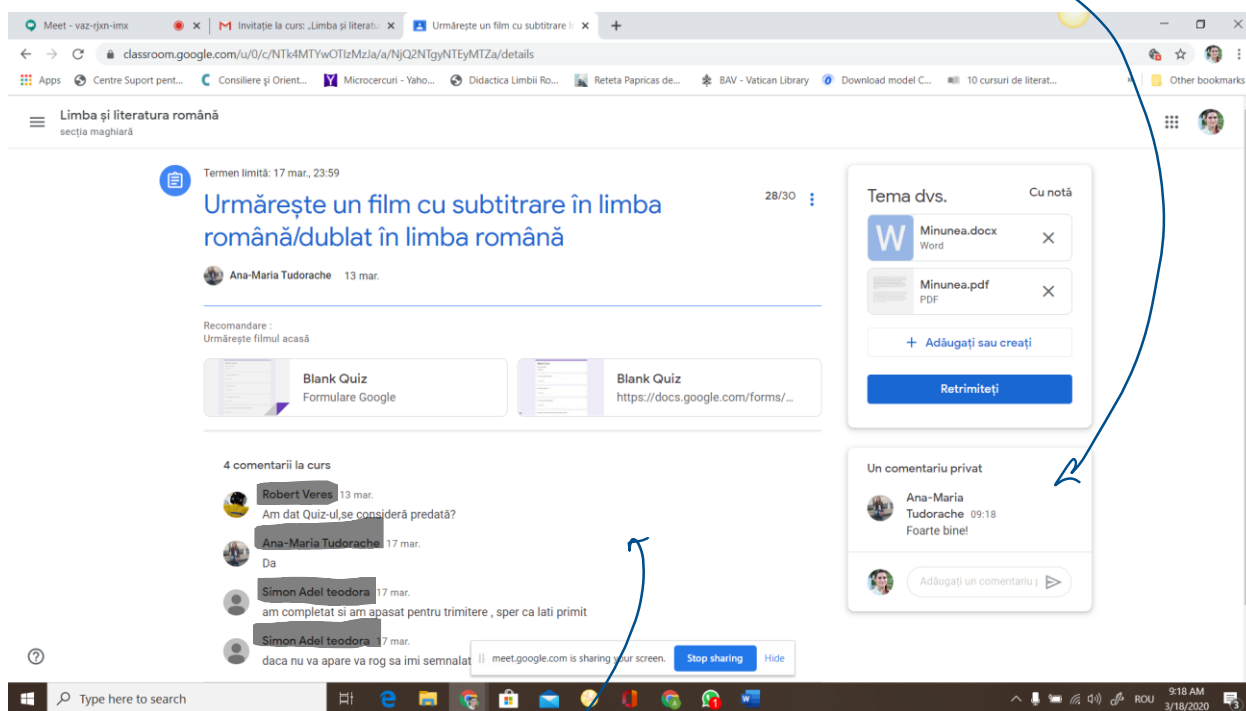 Meet - vaz-rjxn-imx
Invitație la curs: „Limba și literatu
Urmărește un film cu subtitrare î
classroom.google.com/u/0/c/NTk4MTYwOTIzMzJa/a/NjQ2NTgyNTEyMTZa/details
Apps
Centre Suport pent...
Consiliere şi Orient...
Microcercuri - Yaho...
Didactica Limbii Ro...
Reteta Papricas de...
BAV - Vatican Library
Download model C...
10 cursuri de literat...
»
Other bookmarks
Limba și literatura română
secția maghiară
Termen limită: 17 mar., 23:59
Urmărește un film cu subtitrare în limba
română/dublat în limba română
28/30
Ana-Maria Tudorache 13 mar.
Recomandare :
Urmărește filmul acasă
Blank Quiz
Formulare Google
Blank Quiz
https://docs.google.com/forms/...
4 comentarii la curs
Robert Veres 13 mar.
Am dat Quiz-ul,se consideră predată?
Ana-Maria Tudorache 17 mar.
Da
Simon Adel teodora 17 mar.
am completat si am apasat pentru trimitere , sper ca lati primit
Simon Adel teodora 17 mar.
daca nu va apare va rog sa imi semnalat
Tema dvs.
Cu notă
W
Minunea.docx
Word
Minunea.pdf
PDF
+ Adăugați sau creați
Retrimiteți
Un comentariu privat
Ana-Maria
Tudorache 09:18
Foarte bine!
Adăugați un comentariu p
meet.google.com is sharing your screen.
Stop sharing
Hide
Type here to search
ROU
9:18 AM
3/18/2020